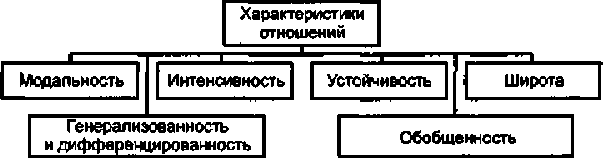 Характеристики
отношений
Модальность
Интенсивность
Устойчивость
Широта
Генерализованность
и дифференцированность
Обобщенность